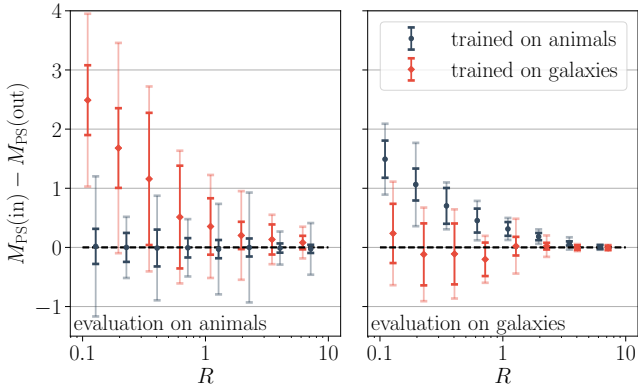 4
3
2
1
0
−1
M_PS(in) − M_PS(out)
evaluation on animals
0.1
1
10
R
trained on animals
trained on galaxies
evaluation on galaxies
0.1
1
10
R